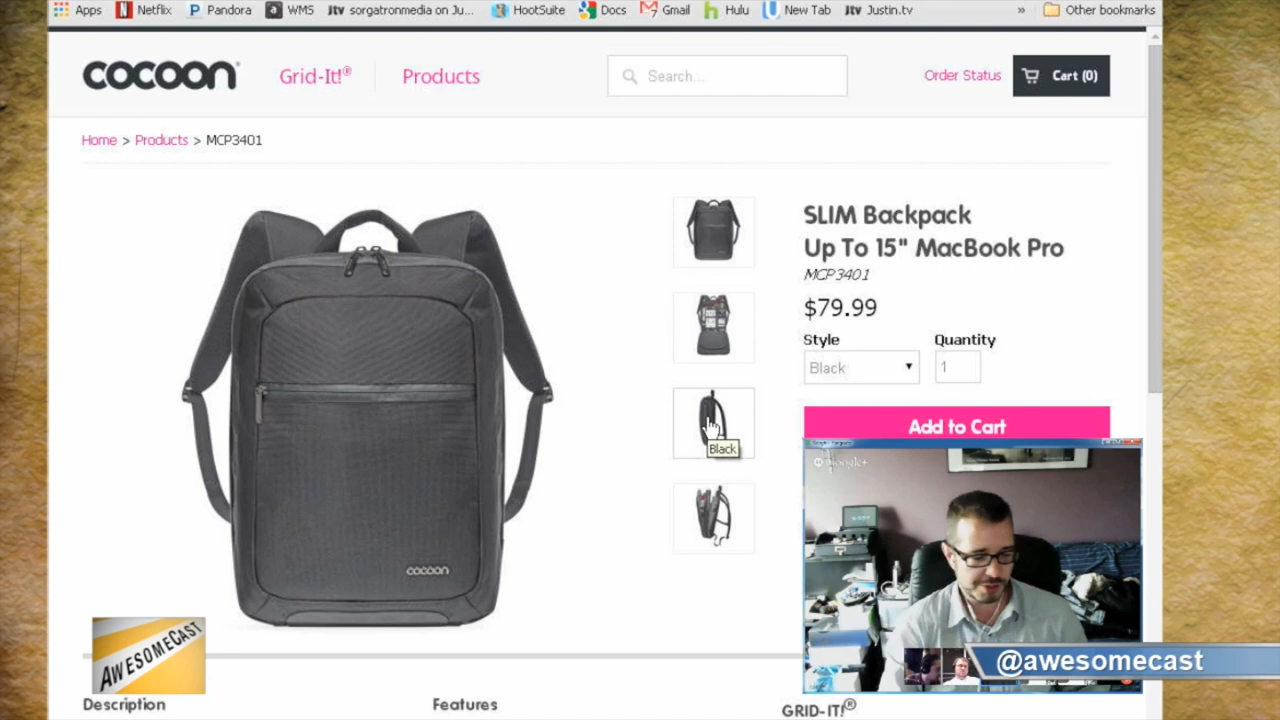 Apps Netflix Pandora WMS sorgatronmedia on Ju... HootSuite Docs Gmail Hulu New Tab Justin.tv » Other bookmarks
cocoon Grid-It!® Products Search... Order Status Cart (0)
Home > Products > MCP3401
SLIM Backpack
Up To 15" MacBook Pro
MCP3401
$79.99
Style Quantity
Black 1
Add to Cart
Black
Google+
cocoon
AWESOMECAST
@awesomecast
Description Features GRID-IT!®